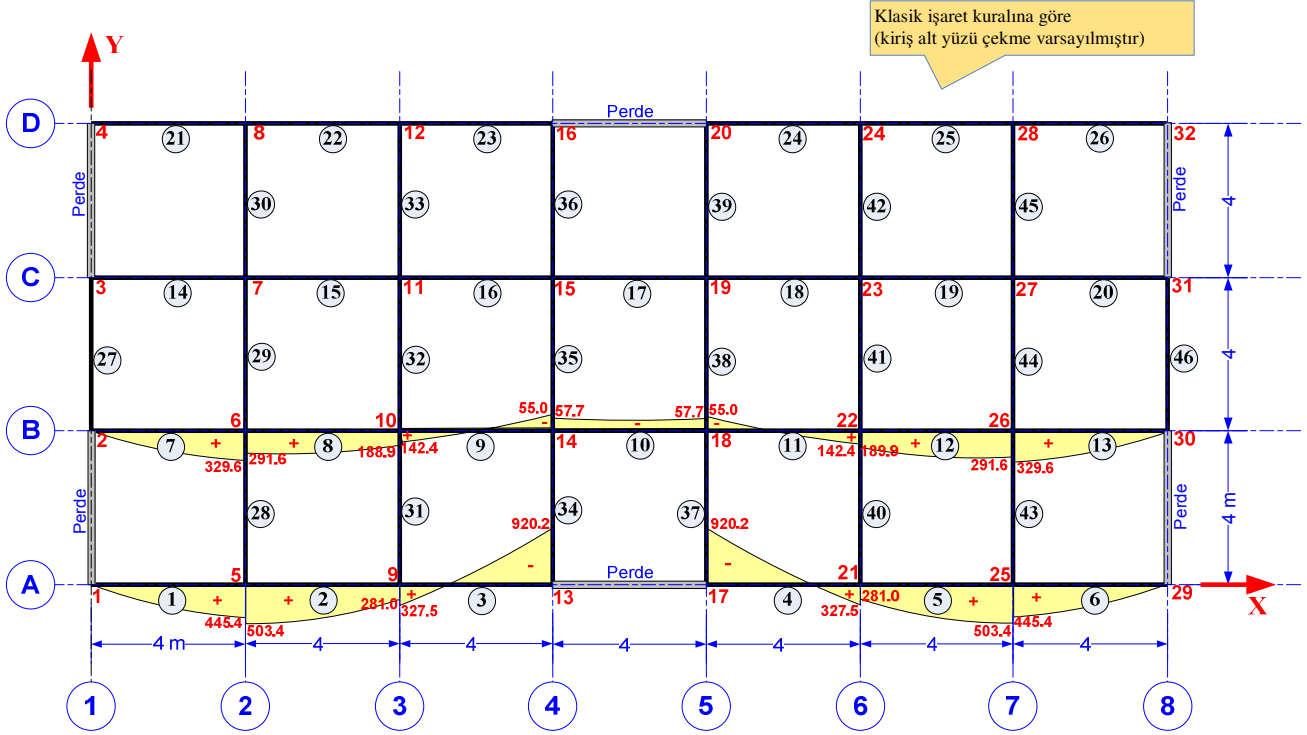 Klasik işaret kuralına göre
(kiriş alt yüzü çekme varsayılmıştır)
Y
Perde
D
4 21 8 22 12 23 16 20 24 24 25 28 26 32
Perde 30 33 36 39 42 45 Perde 4
C
3 14 7 15 11 16 15 17 19 18 23 19 27 20 31
27 29 32 35 38 41 44 46 4
6 10 55.0 57.7 57.7 55.0 22 26
B
2 7 + + 8 + 9 - 14 - 10 18 - 11 + + 12 + 13 30
329.6 291.6 188.9 142.4 142.4 189.9 291.6 329.6
Perde 28 31 920.2 34 37 920.2 40 43 Perde 4 m
5 9 - Perde - 21 25
A
1 1 + + 2 + 3 13 17 4 + 5 + + 6 29 X
445.4 503.4 281.0 327.5 327.5 281.0 503.4 445.4
4 m 4 4 4 4 4 4
1 2 3 4 5 6 7 8